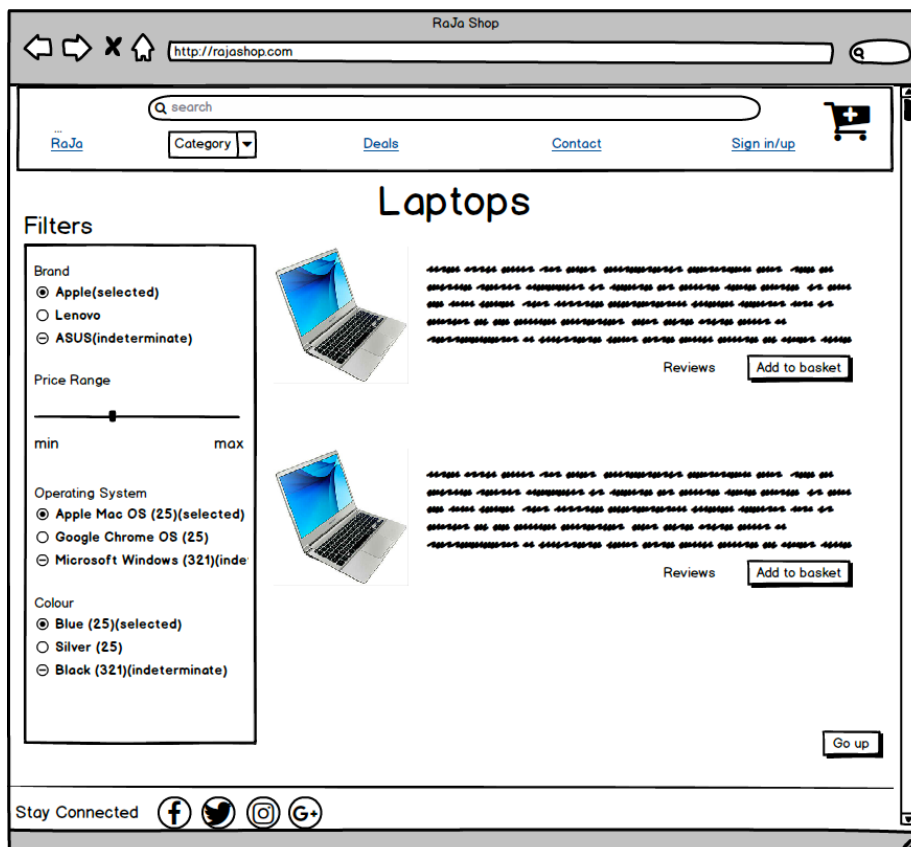 RaJa Shop
http://rajashop.com
search
...
RaJa
Category
Deals
Contact
Sign in/up
Laptops
Filters
Brand
Apple(selected)
Lenovo
ASUS(indeterminate)
Price Range
min max
Operating System
Apple Mac OS (25)(selected)
Google Chrome OS (25)
Microsoft Windows (321)(inde
Colour
Blue (25)(selected)
Silver (25)
Black (321)(indeterminate)
Reviews
Add to basket
Reviews
Add to basket
Go up
Stay Connected
G+